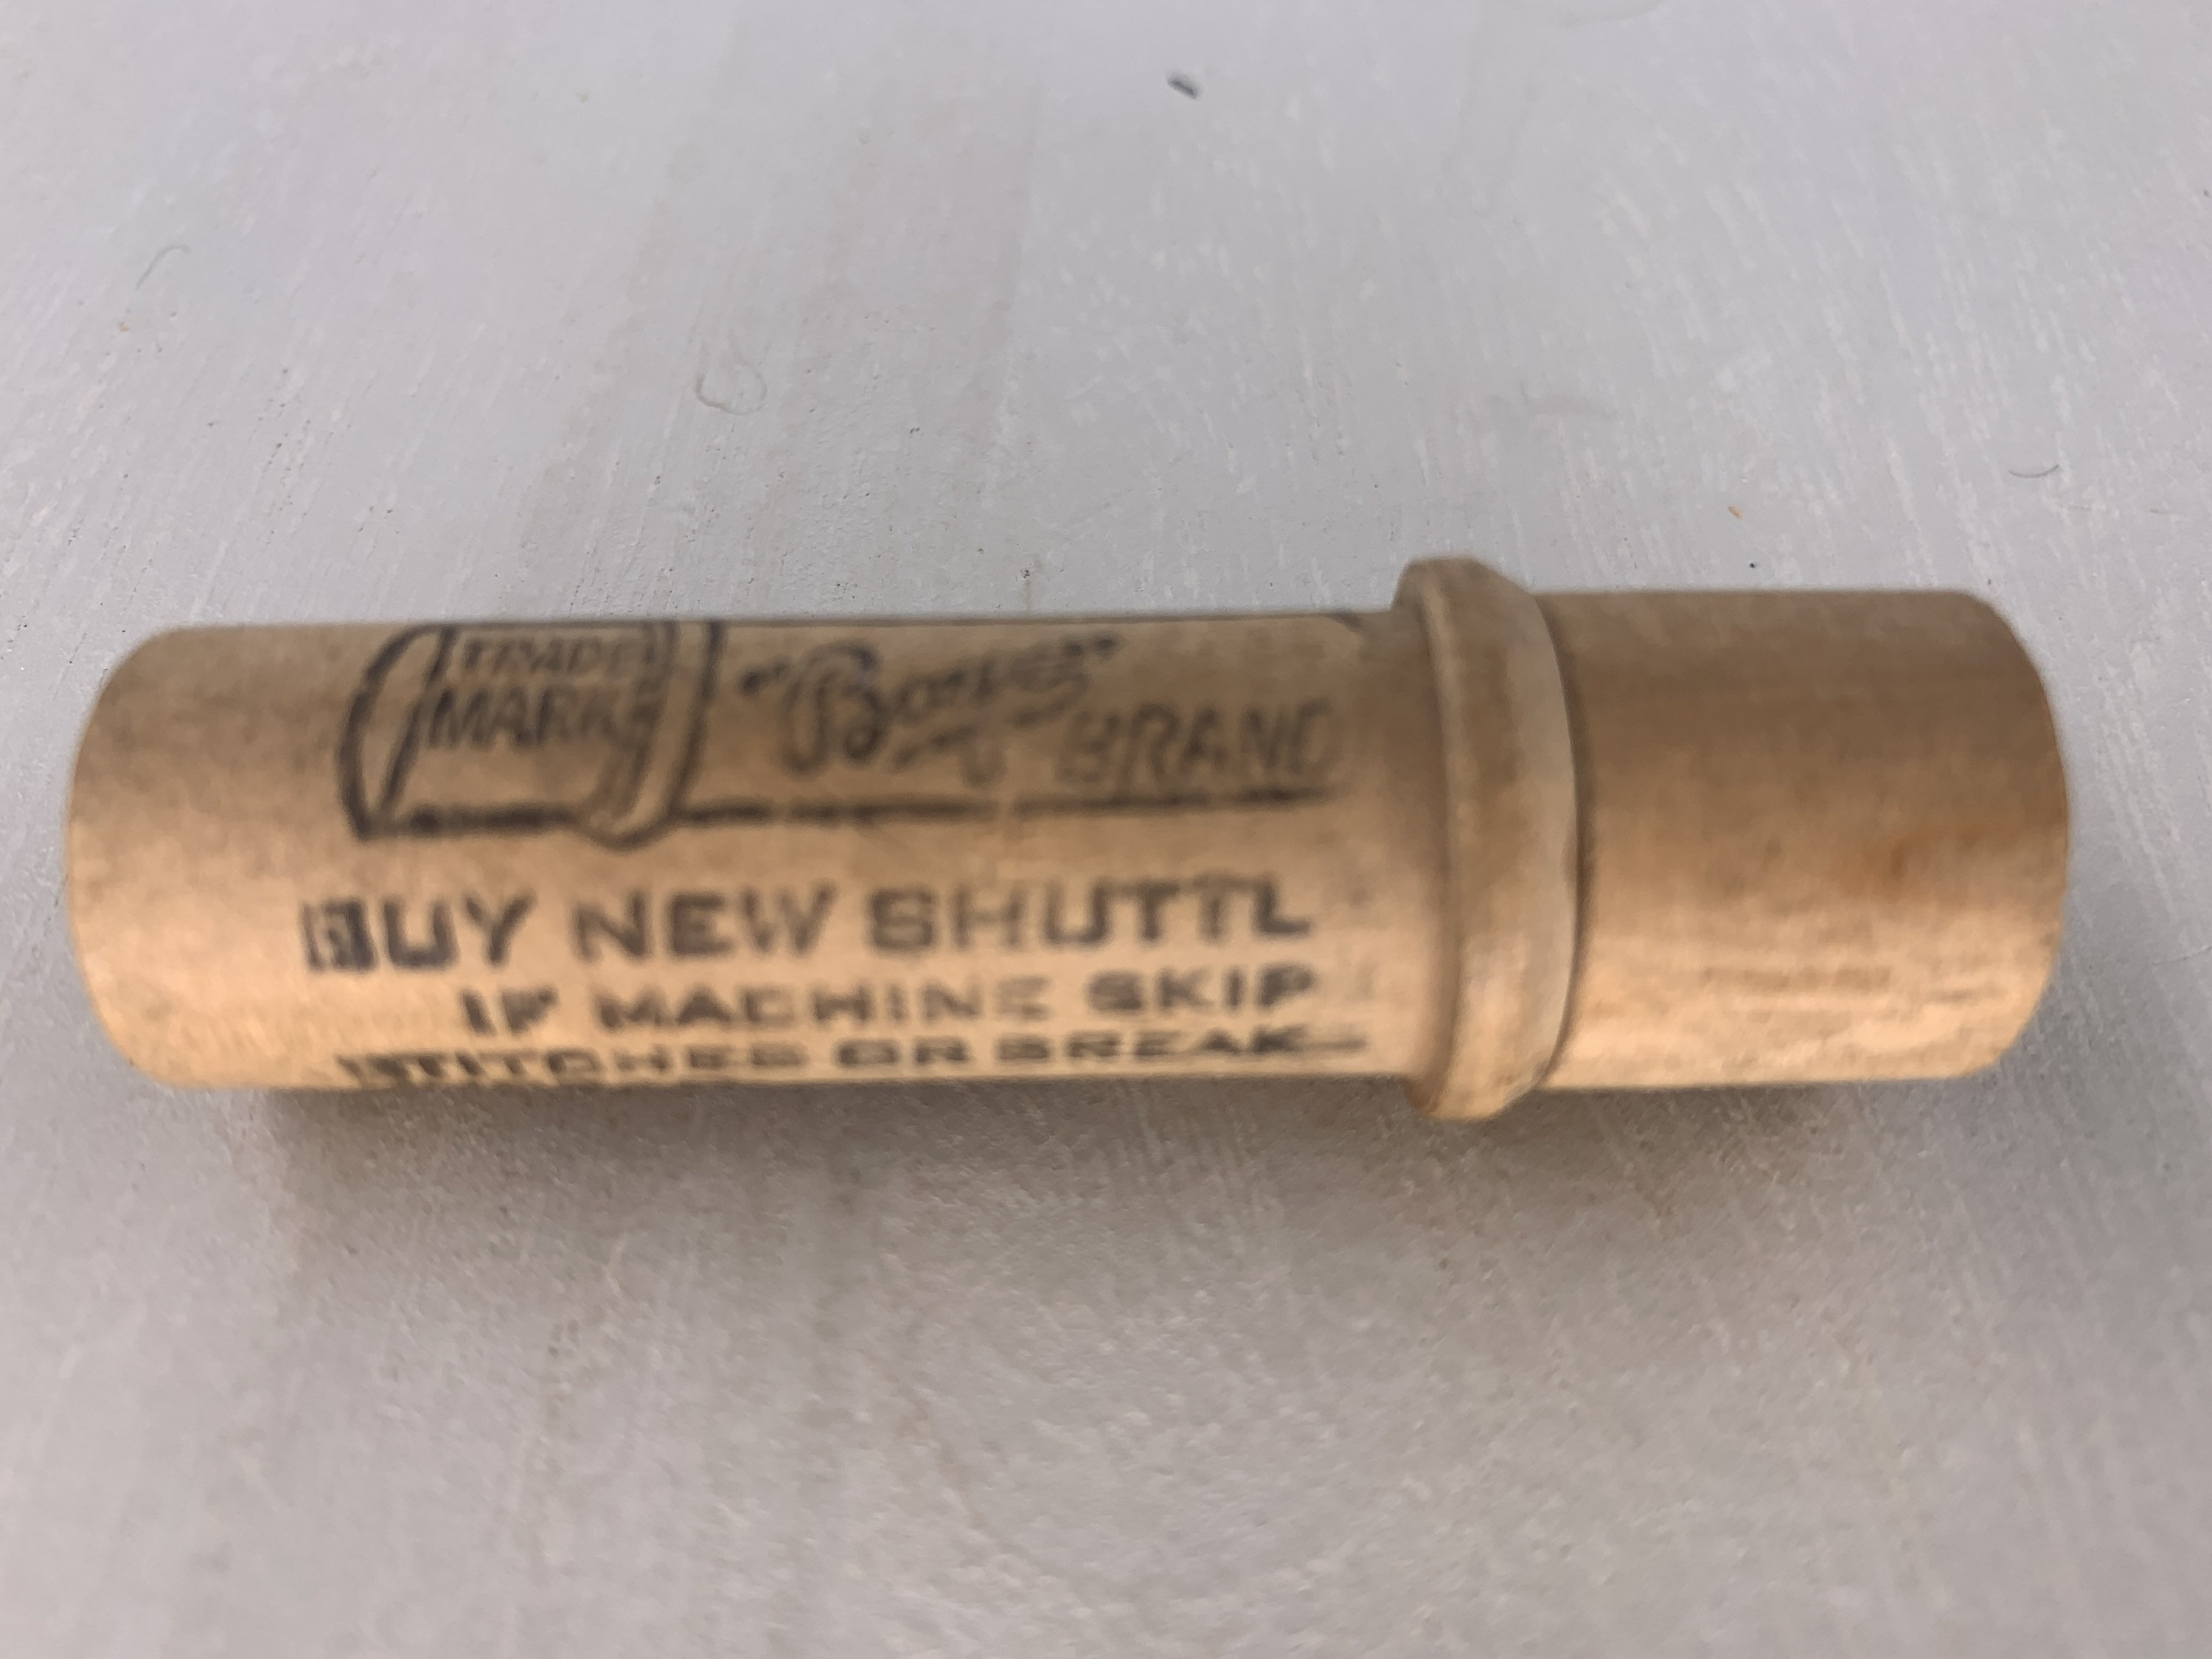 TRADE
MARK
"Boye" BRAND
BUY NEW SHUTTL
IF MACHINE SKIP
STITCHES OR BREAK